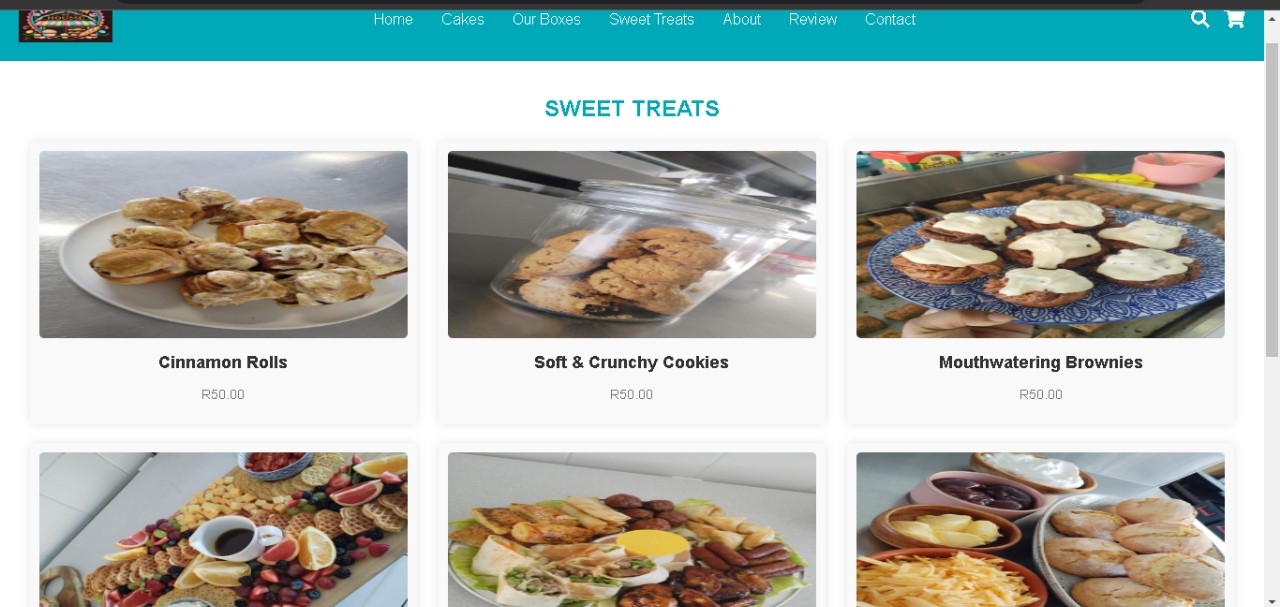 HOUSE
Home Cakes Our Boxes Sweet Treats About Review Contact
SWEET TREATS
Cinnamon Rolls
R50.00
Soft & Crunchy Cookies
R50.00
Mouthwatering Brownies
R50.00